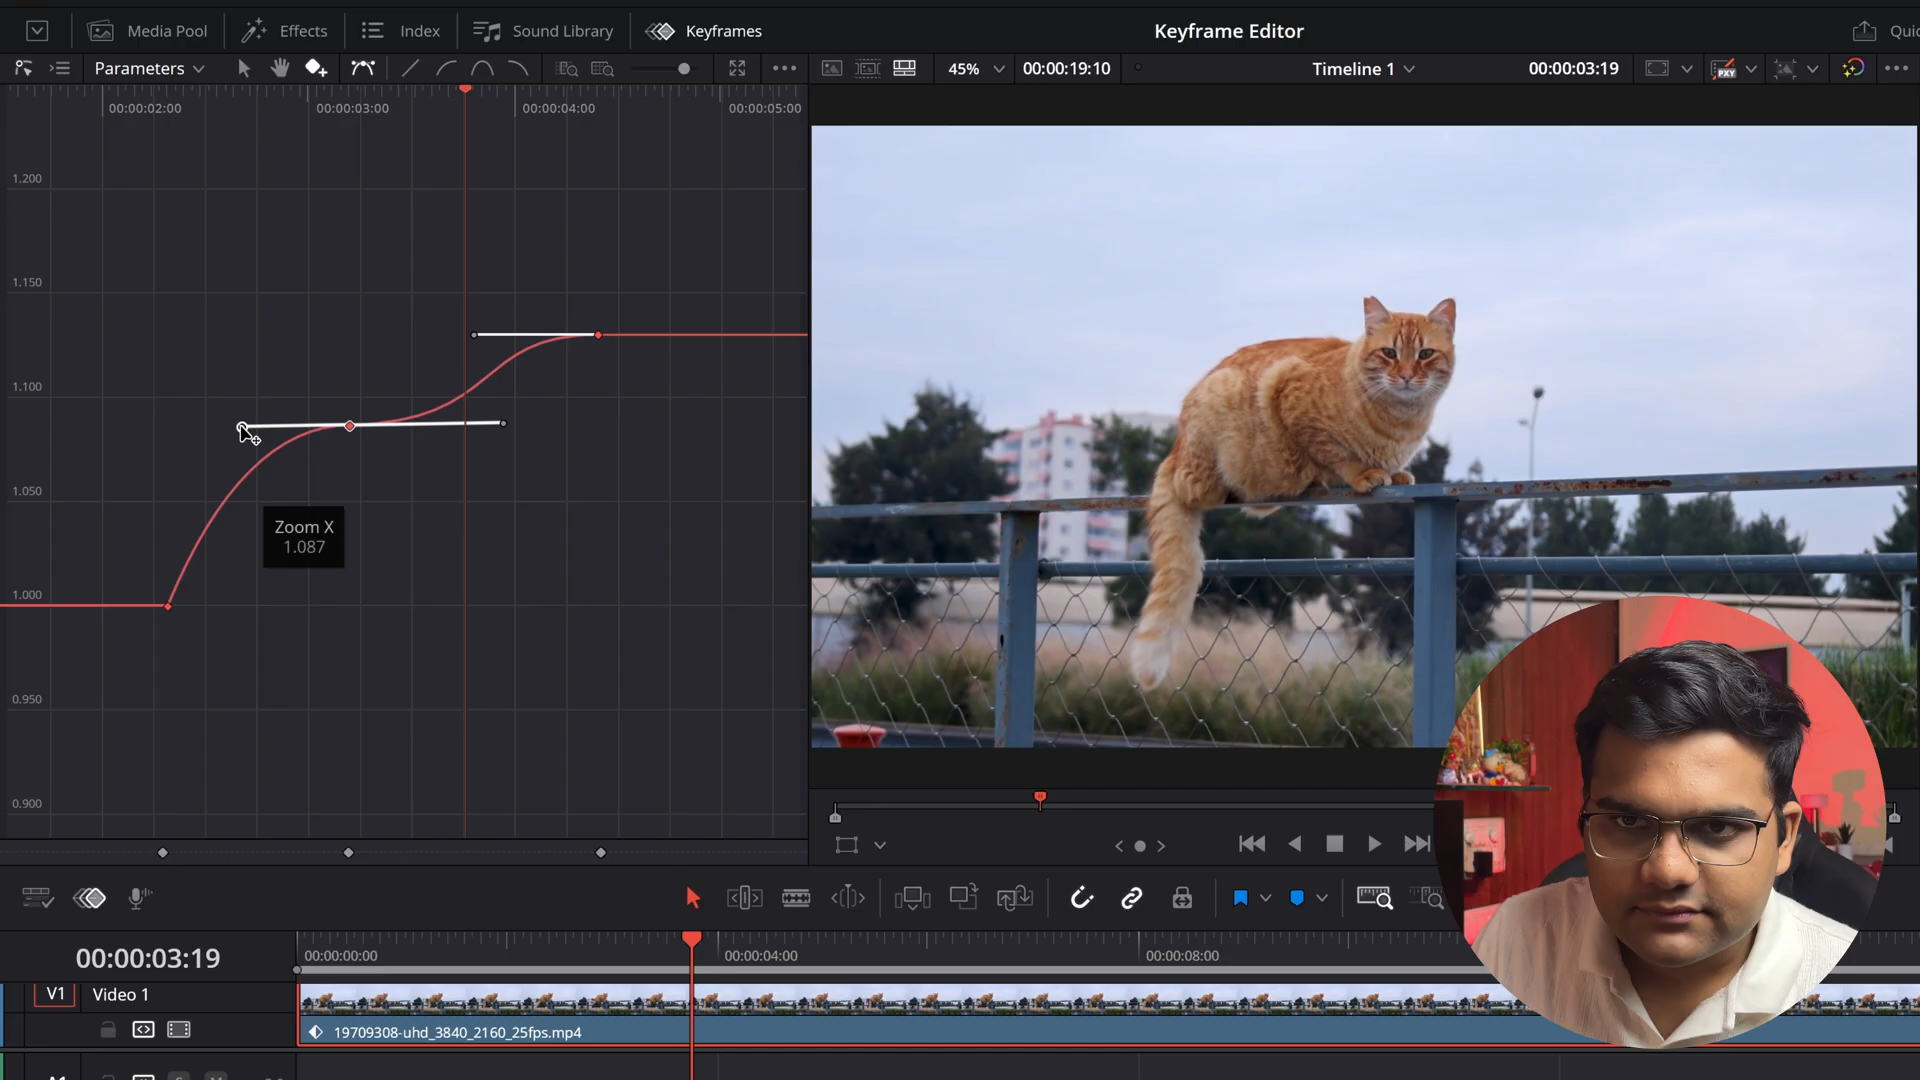 Media Pool
Effects
Index
Sound Library
Keyframes
Keyframe Editor
Quic
Parameters
45%
00:00:19:10
Timeline 1
00:00:03:19
PXY
00:00:02:00
00:00:03:00
00:00:04:00
00:00:05:00
1.200
1.150
1.100
1.050
Zoom X
1.087
1.000
0.950
0.900
00:00:03:19
00:00:00:00
00:00:04:00
00:00:08:00
V1
Video 1
19709308-uhd_3840_2160_25fps.mp4